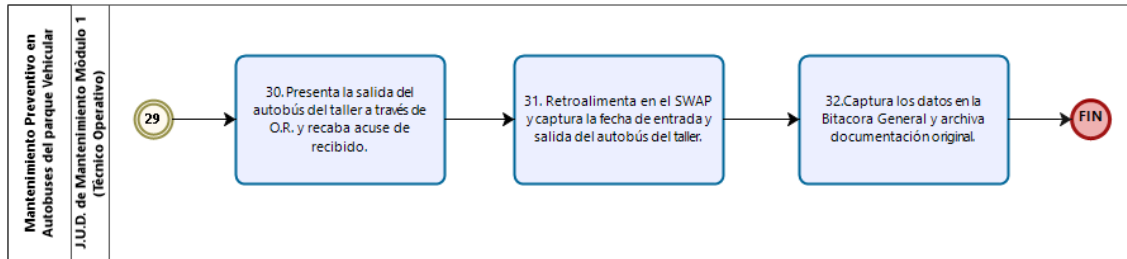 Mantenimiento Preventivo en
Autobuses del parque Vehicular
J.U.D. de Mantenimiento Módulo 1
(Técnico Operativo)
29
30. Presenta la salida del
autobús del taller a través de
O.R. y recaba acuse de
recibido.
31. Retroalimenta en el SWAP
y captura la fecha de entrada y
salida del autobús del taller.
32.Captura los datos en la
Bitacora General y archiva
documentación original.
FIN